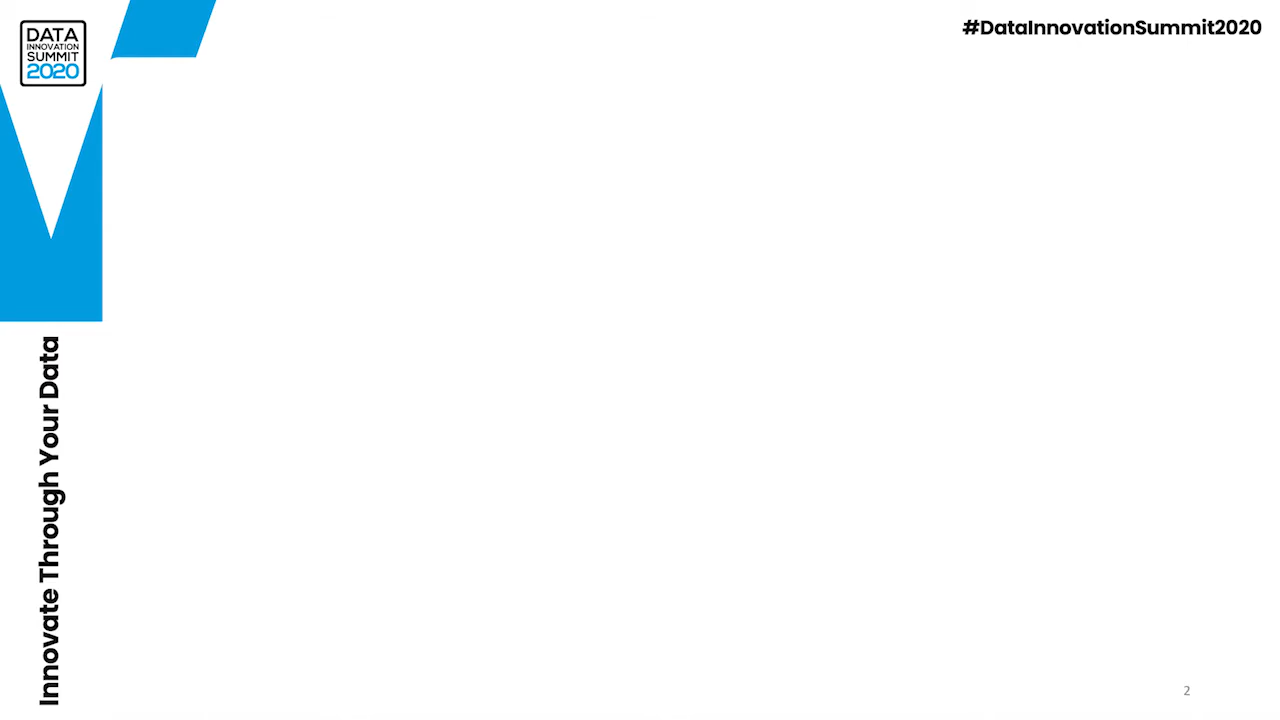 DATA
INNOVATION
SUMMIT
2020
#DataInnovationSummit2020
Innovate Through Your Data
2